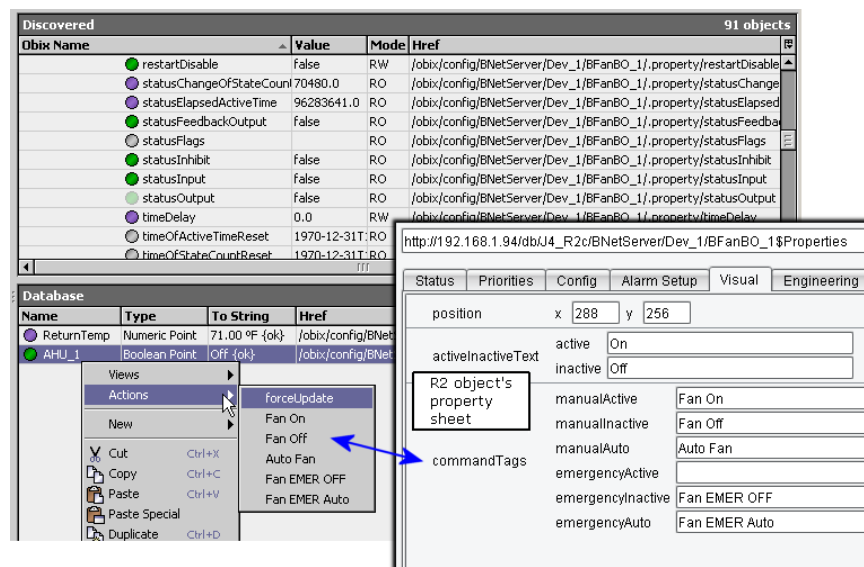 Discovered 91 objects
Obix Name Value Mode Href
restartDisable false RW /obix/config/BNetServer/Dev_1/BFanBO_1/.property/restartDisable
statusChangeOfStateCount 70480.0 RO /obix/config/BNetServer/Dev_1/BFanBO_1/.property/statusChange
statusElapsedActiveTime 96283641.0 RO /obix/config/BNetServer/Dev_1/BFanBO_1/.property/statusElapsed
statusFeedbackOutput false RO /obix/config/BNetServer/Dev_1/BFanBO_1/.property/statusFeedba
statusFlags RO /obix/config/BNetServer/Dev_1/BFanBO_1/.property/statusFlags
statusInhibit false RO /obix/config/BNetServer/Dev_1/BFanBO_1/.property/statusInhibit
statusInput false RO /obix/config/BNetServer/Dev_1/BFanBO_1/.property/statusInput
statusOutput false RO /obix/config/BNetServer/Dev_1/BFanBO_1/.property/statusOutput
timeDelay 0.0 RW /obix/config/BNetServer/Dev_1/BFanBO_1/.property/timeDelay
timeOfActiveTimeReset 1970-12-31T: RO
timeOfStateCountReset 1970-12-31T: RO
Database
Name Type To String Href
ReturnTemp Numeric Point 71.00 ºF {ok} /obix/config/BNet
AHU_1 Boolean Point Off {ok} /obix/config/BNet
Views
Actions
New
Cut Ctrl+X
Copy Ctrl+C
Paste Ctrl+V
Paste Special
Duplicate Ctrl+D
forceUpdate
Fan On
Fan Off
Auto Fan
Fan EMER OFF
Fan EMER Auto
http://192.168.1.94/db/J4_R2c/BNetServer/Dev_1/BFanBO_1$Properties
Status Priorities Config Alarm Setup Visual Engineering
position x 288 y 256
activeInactiveText
active On
inactive Off
R2 object's
property
sheet
commandTags
manualActive Fan On
manualInactive Fan Off
manualAuto Auto Fan
emergencyActive
emergencyInactive Fan EMER OFF
emergencyAuto Fan EMER Auto